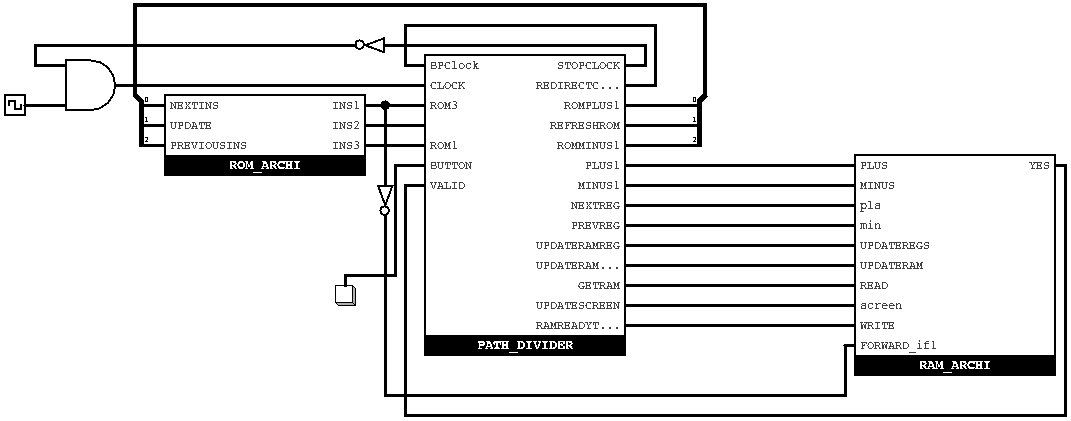 BPClock
STOPCLOCK
CLOCK
REDIRECTC...
0
NEXTINS
INS1
ROM3
ROMPLUS1
0
1
UPDATE
INS2
REFRESHROM
1
2
PREVIOUSINS
INS3
ROM1
ROMMINUS1
2
ROM_ARCHI
BUTTON
PLUS1
PLUS
YES
VALID
MINUS1
MINUS
NEXTREG
pla
PREVREG
min
UPDATERAMREG
UPDATEREGS
UPDATERAM...
UPDATERAM
GETRAM
READ
UPDATESCREEN
acreen
RAMREADYT...
WRITE
PATH_DIVIDER
FORWARD_if1
RAM_ARCHI